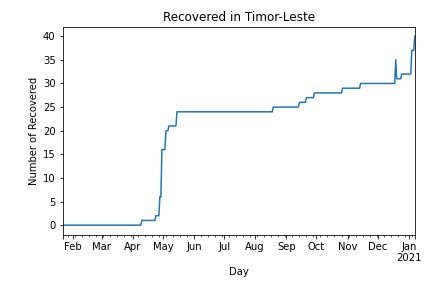 Recovered in Timor-Leste
Number of Recovered
40
35
30
25
20
15
10
5
0
Feb Mar Apr May Jun Jul Aug Sep Oct Nov Dec Jan
2021
Day